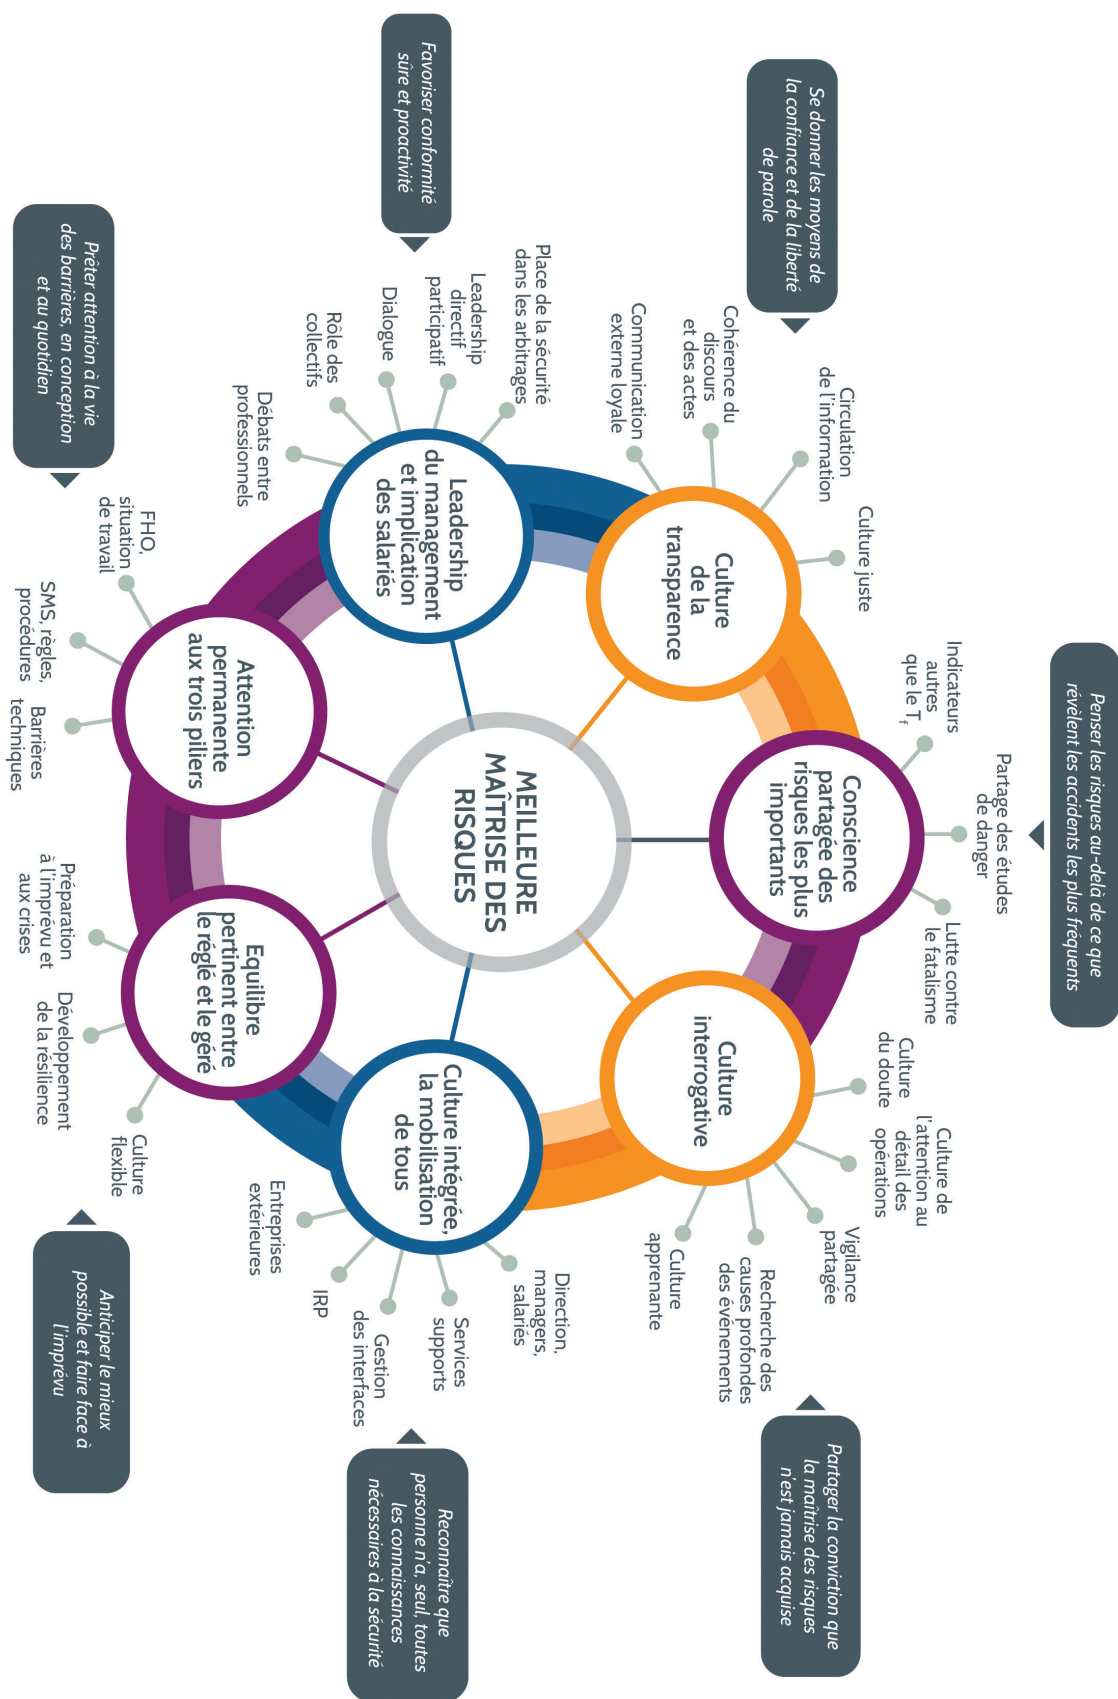 Penser les risques au-delà de ce que
révèlent les accidents les plus fréquents
Indicateurs
autres
que le Tf
Partage des études
de danger
Lutte contre
le fatalisme
Conscience
partagée des
risques les plus
importants
Partager la conviction que
la maîtrise des risques
n'est jamais acquise
Culture
du doute
Culture de
l'attention au
détail des
opérations
Vigilance
partagée
Recherche des
causes profondes
des événements
Culture
apprenante
Culture
interrogative
Reconnaître que
personne n'a, seul, toutes
les connaissances
nécessaires à la sécurité
Direction,
managers,
salariés
Services
supports
Gestion
des interfaces
IRP
Entreprises
extérieures
Culture intégrée,
la mobilisation
de tous
Anticiper le mieux
possible et faire face à
l'imprévu
Culture
flexible
Développement
de la résilience
Préparation
à l'imprévu et
aux crises
Equilibre
pertinent entre
le réglé et le géré
Prêter attention à la vie
des barrières, en conception
et au quotidien
Barrières
techniques
SMS, règles,
procédures
FHO,
situation
de travail
Attention
permanente
aux trois piliers
Favoriser conformité
sûre et proactivité
Débats entre
professionnels
Rôle des
collectifs
Dialogue
Leadership
directif
participatif
Place de la sécurité
dans les arbitrages
Leadership
du management
et implication
des salariés
Se donner les moyens de
la confiance et de la liberté
de parole
Communication
externe loyale
Cohérence du
discours
et des actes
Circulation
de l'information
Culture juste
Culture
de la
transparence
MEILLEURE
MAÎTRISE DES
RISQUES